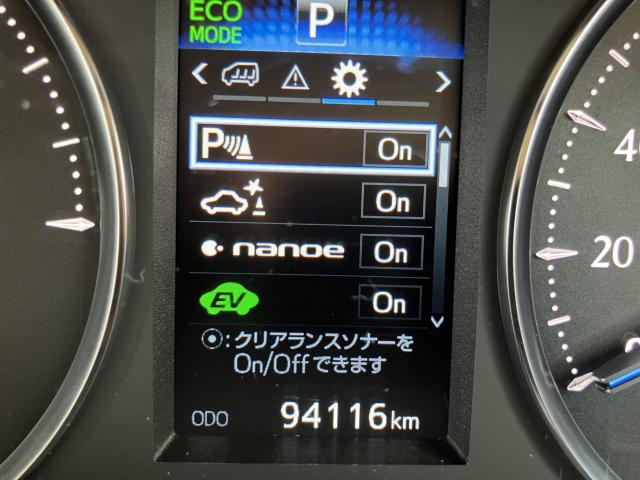 ECO
MODE
P
P On
On
nanoe On
EV On
⦿:クリアランスソナーを
On/Offできます
ODO 94116km
40
20